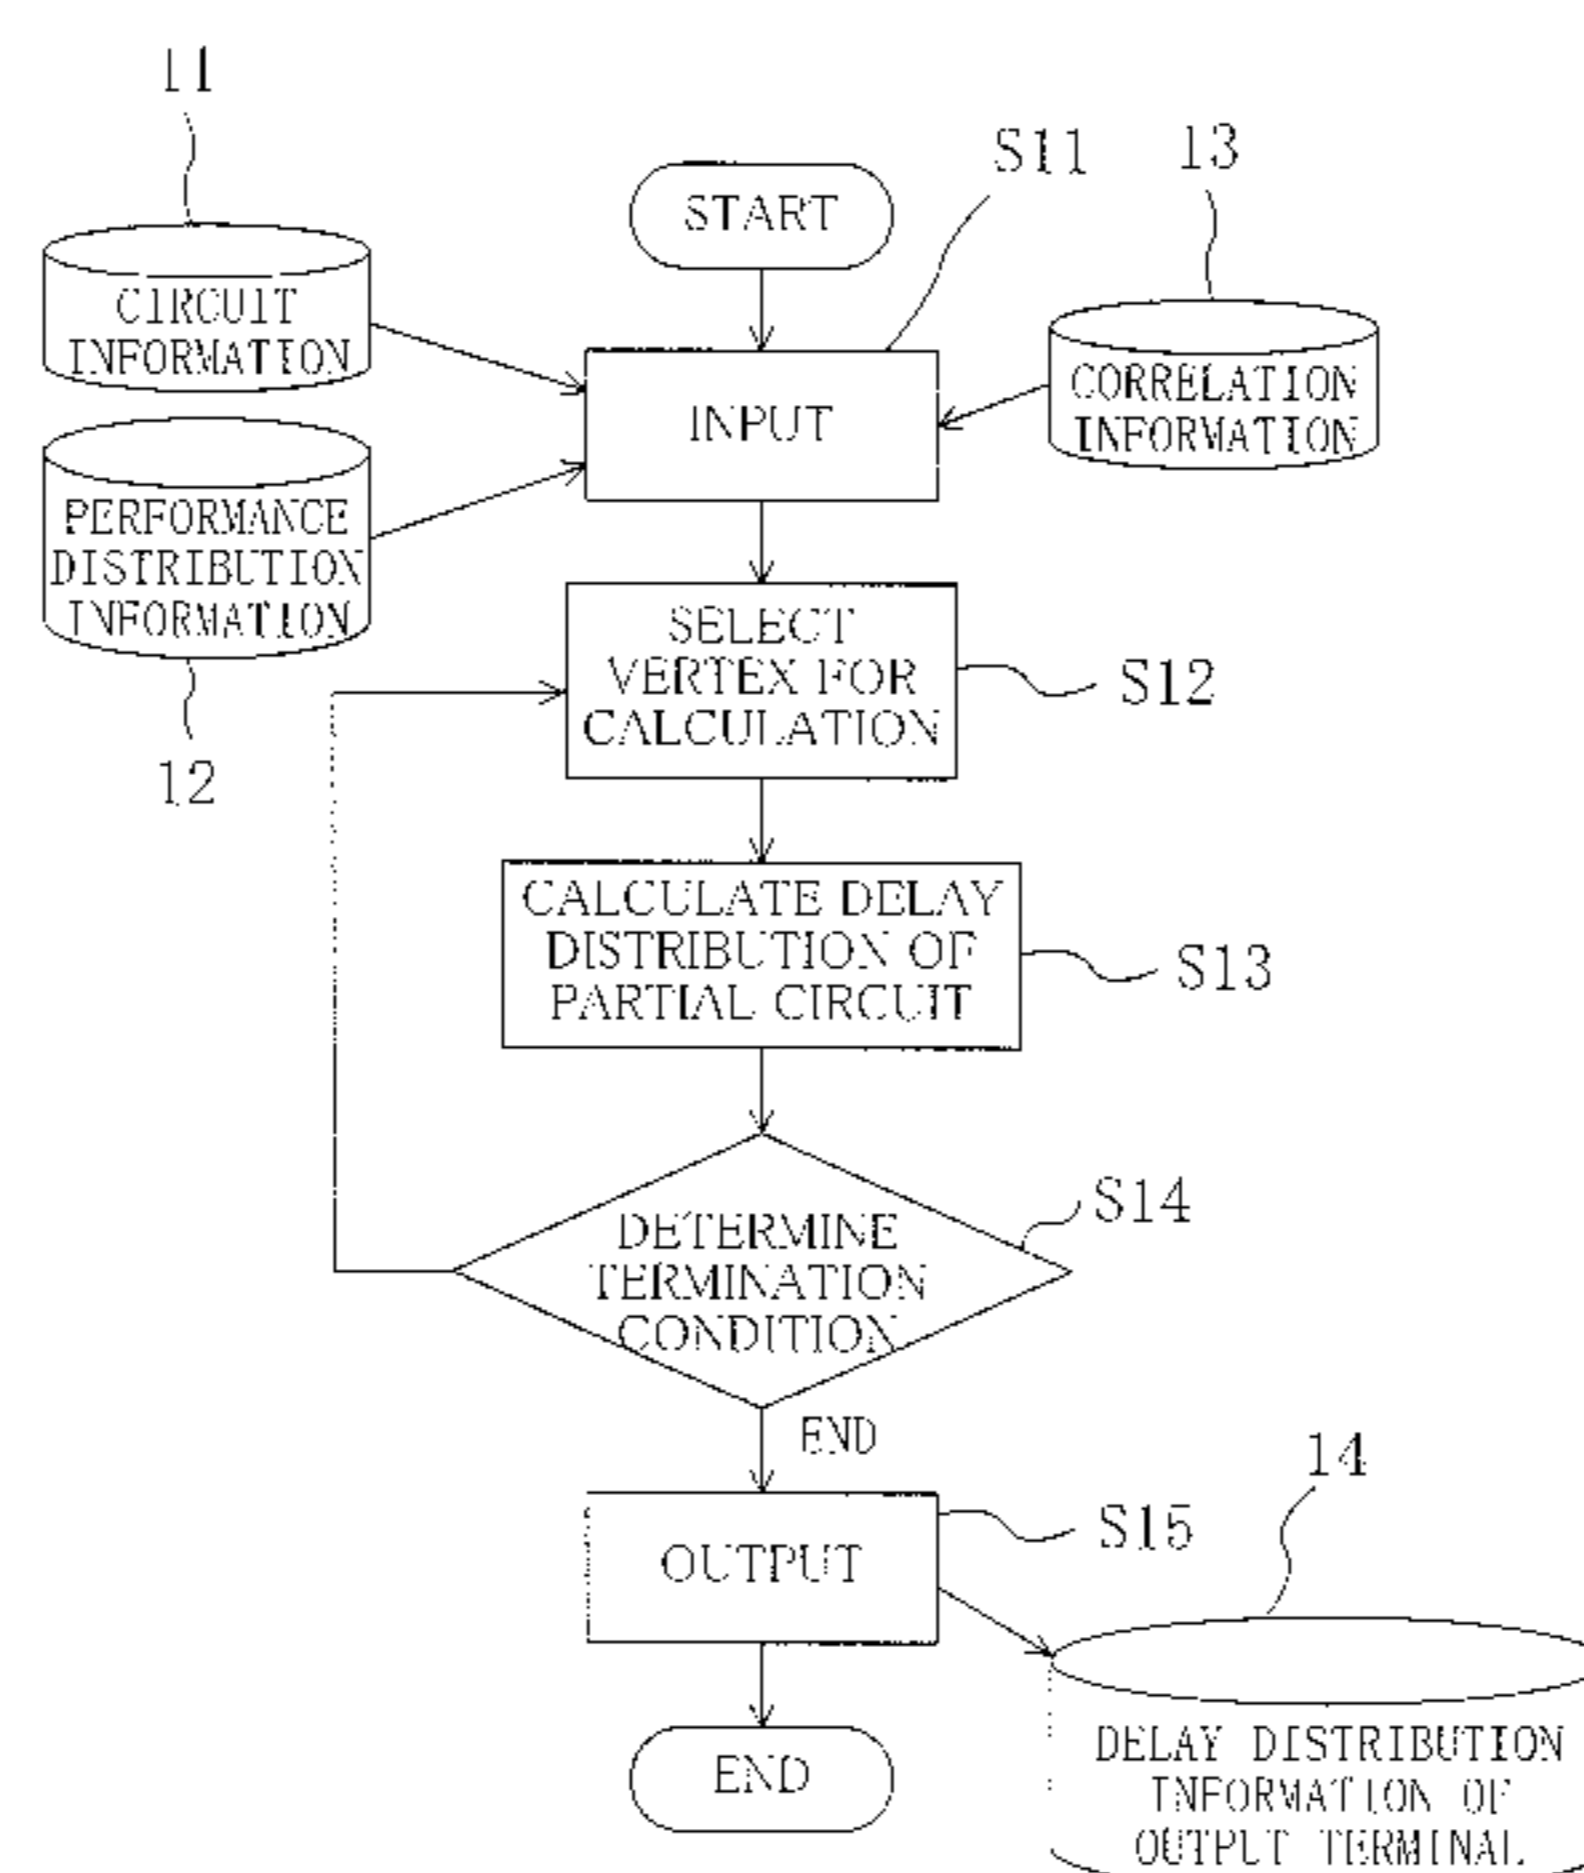 11
START
S11
13
CIRCUIT
INFORMATION
INPUT
CORRELATION
INFORMATION
PERFORMANCE
DISTRIBUTION
INFORMATION
12
SELECT
VERTEX FOR
CALCULATION
S12
CALCULATE DELAY
DISTRIBUTION OF
PARTIAL CIRCUIT
S13
DETERMINE
TERMINATION
CONDITION
S14
END
OUTPUT
S15
14
END
DELAY DISTRIBUTION
INFORMATION OF
OUTPUT TERMINAL